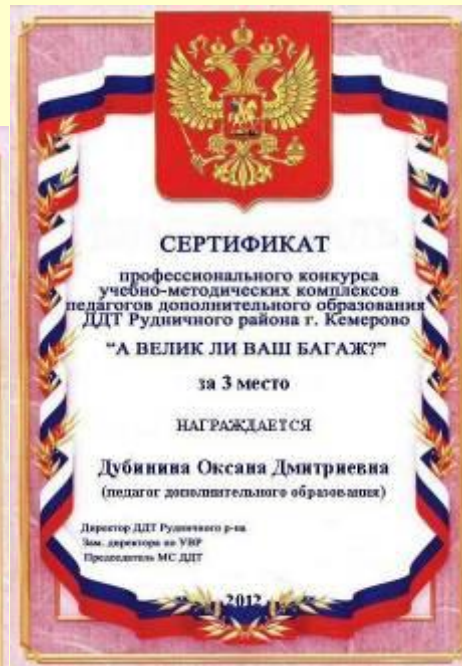 СЕРТИФИКАТ
профессионального конкурса
учебно-методических комплексов
педагогов дополнительного образования
ДДТ Рудничного района г. Кемерово
“А ВЕЛИК ЛИ ВАШ БАГАЖ?”
за 3 место
НАГРАЖДАЕТСЯ
Дубинина Оксана Дмитриевна
(педагог дополнительного образования)
Директор ДДТ Рудничного р-на
Зам. директора по УВР
Председатель МС ДДТ
2012